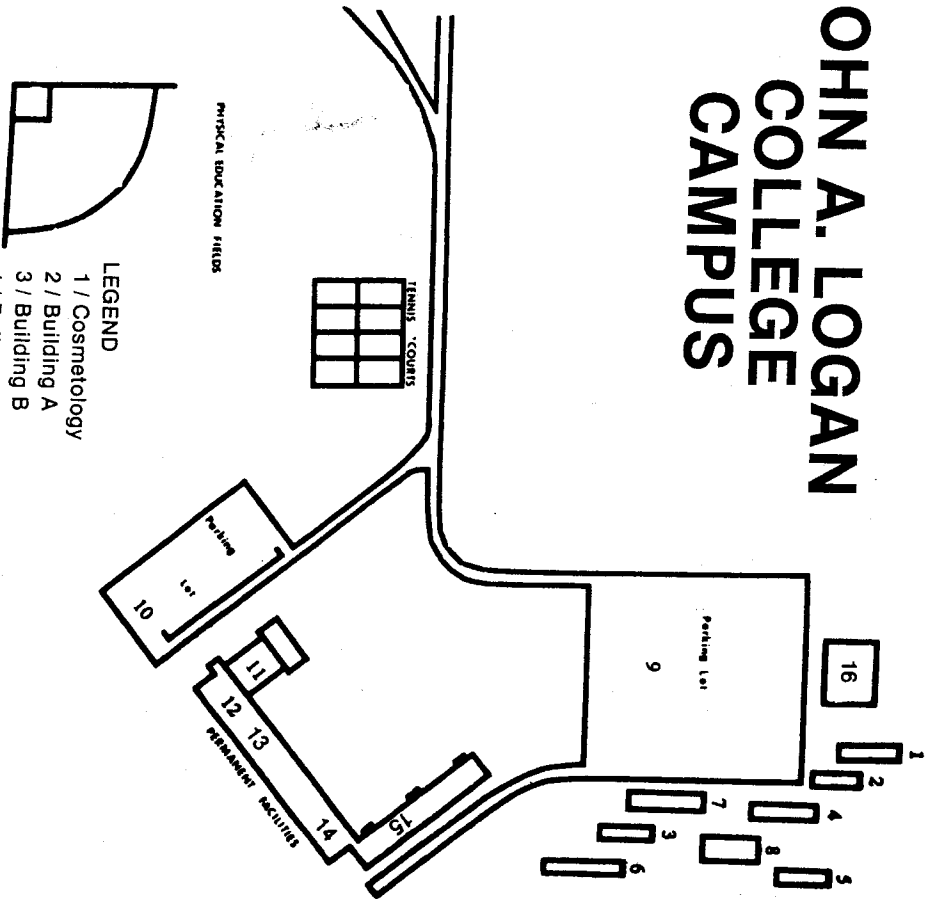 OHN A. LOGAN
COLLEGE
CAMPUS
TENNIS COURTS
PHYSICAL EDUCATION FIELDS
LEGEND
1 / Cosmetology
2 / Building A
3 / Building B
Parking Lot
10
Parking Lot
9
16
1
2
4
7
3
8
5
6
11
12
13
14
15
PERMANENT FACILITIES